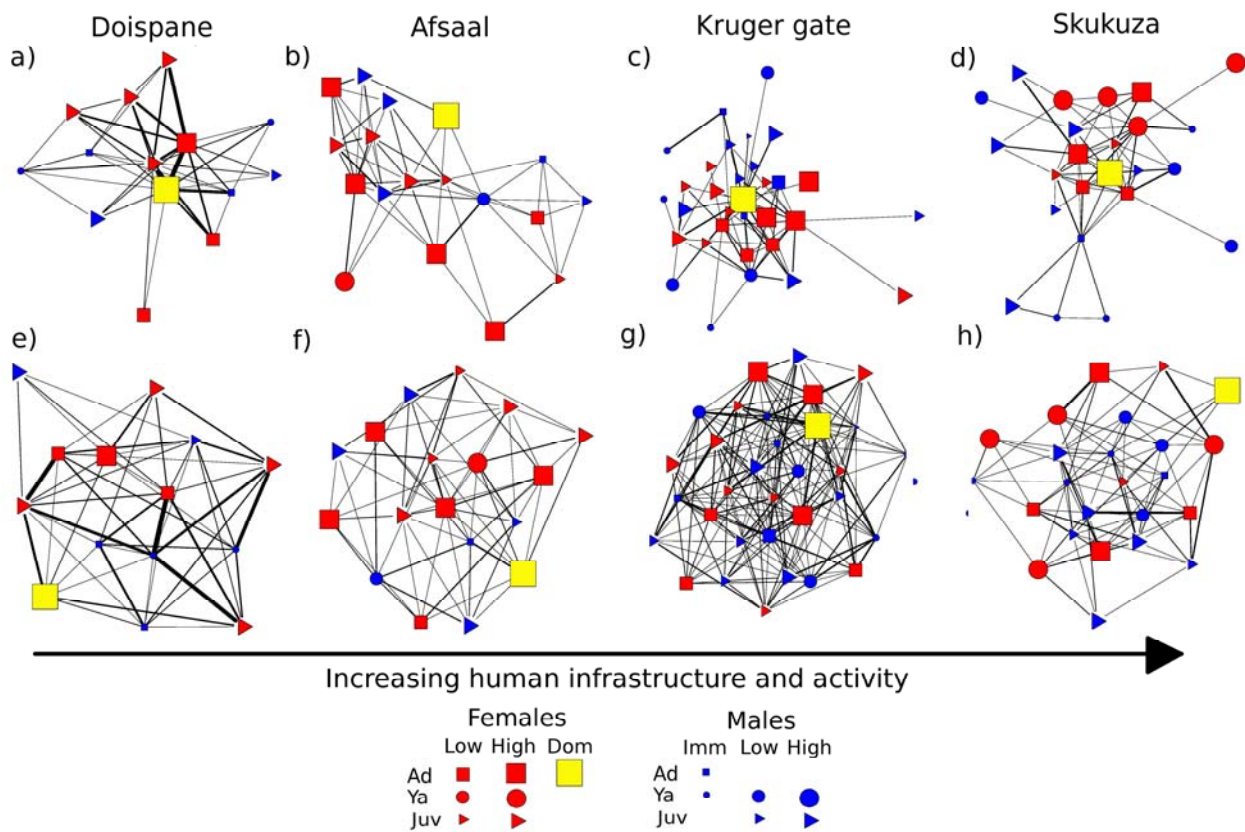 Doispane Afsaal Kruger gate Skukuza
a) b) c) d)
e) f) g) h)
Increasing human infrastructure and activity
Females Males
Low High Dom Imm Low High
Ad Ad
Ya Ya
Juv Juv